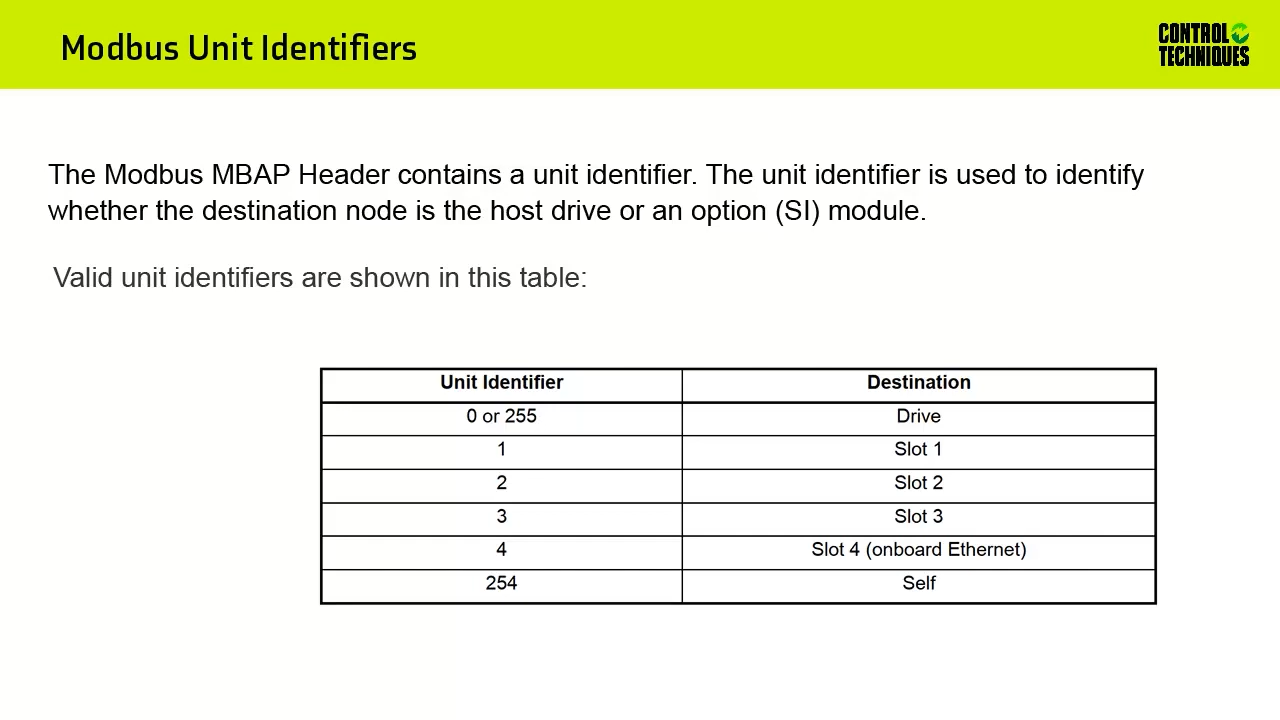 Modbus Unit Identifiers
CONTROL
TECHNIQUES
The Modbus MBAP Header contains a unit identifier. The unit identifier is used to identify
whether the destination node is the host drive or an option (SI) module.
Valid unit identifiers are shown in this table:
Unit Identifier Destination
0 or 255 Drive
1 Slot 1
2 Slot 2
3 Slot 3
4 Slot 4 (onboard Ethernet)
254 Self